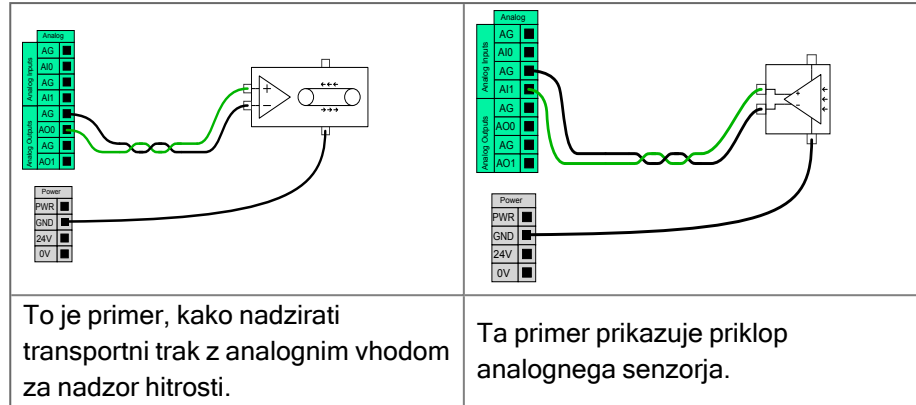 Analog
Analog Inputs
AG
AI0
AG
AI1
Analog Outputs
AG
AO0
AG
AO1
+
−
Power
PWR
GND
24V
0V
Analog
Analog Inputs
AG
AI0
AG
AI1
Analog Outputs
AG
AO0
AG
AO1
+
-
Power
PWR
GND
24V
0V
To je primer, kako nadzirati
transportni trak z analognim vhodom
za nadzor hitrosti.
Ta primer prikazuje priklop
analognega senzorja.